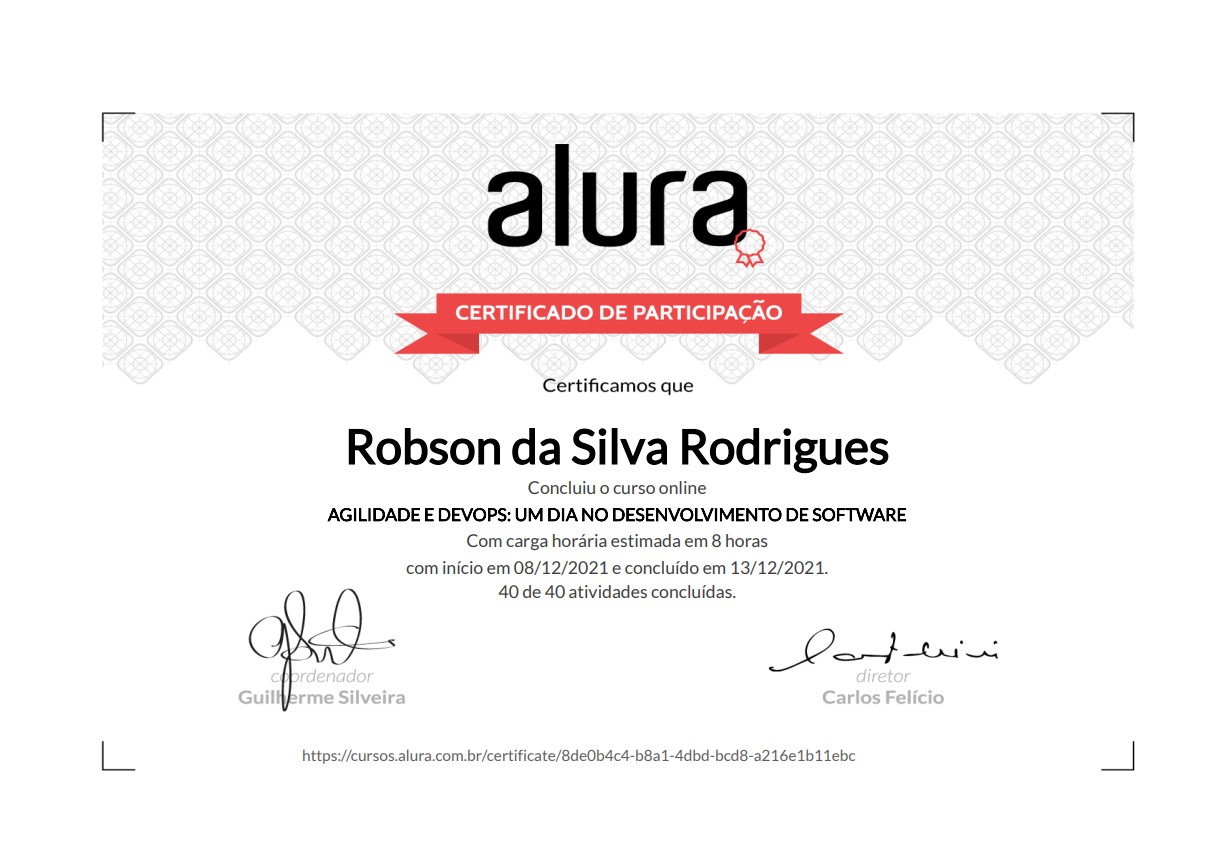 alura
CERTIFICADO DE PARTICIPAÇÃO
Certificamos que
Robson da Silva Rodrigues
Concluiu o curso online
AGILIDADE E DEVOPS: UM DIA NO DESENVOLVIMENTO DE SOFTWARE
Com carga horária estimada em 8 horas
com início em 08/12/2021 e concluído em 13/12/2021.
40 de 40 atividades concluídas.
coordenador
Guilherme Silveira
diretor
Carlos Felício
https://cursos.alura.com.br/certificate/8de0b4c4-b8a1-4dbd-bcd8-a216e1b11ebc